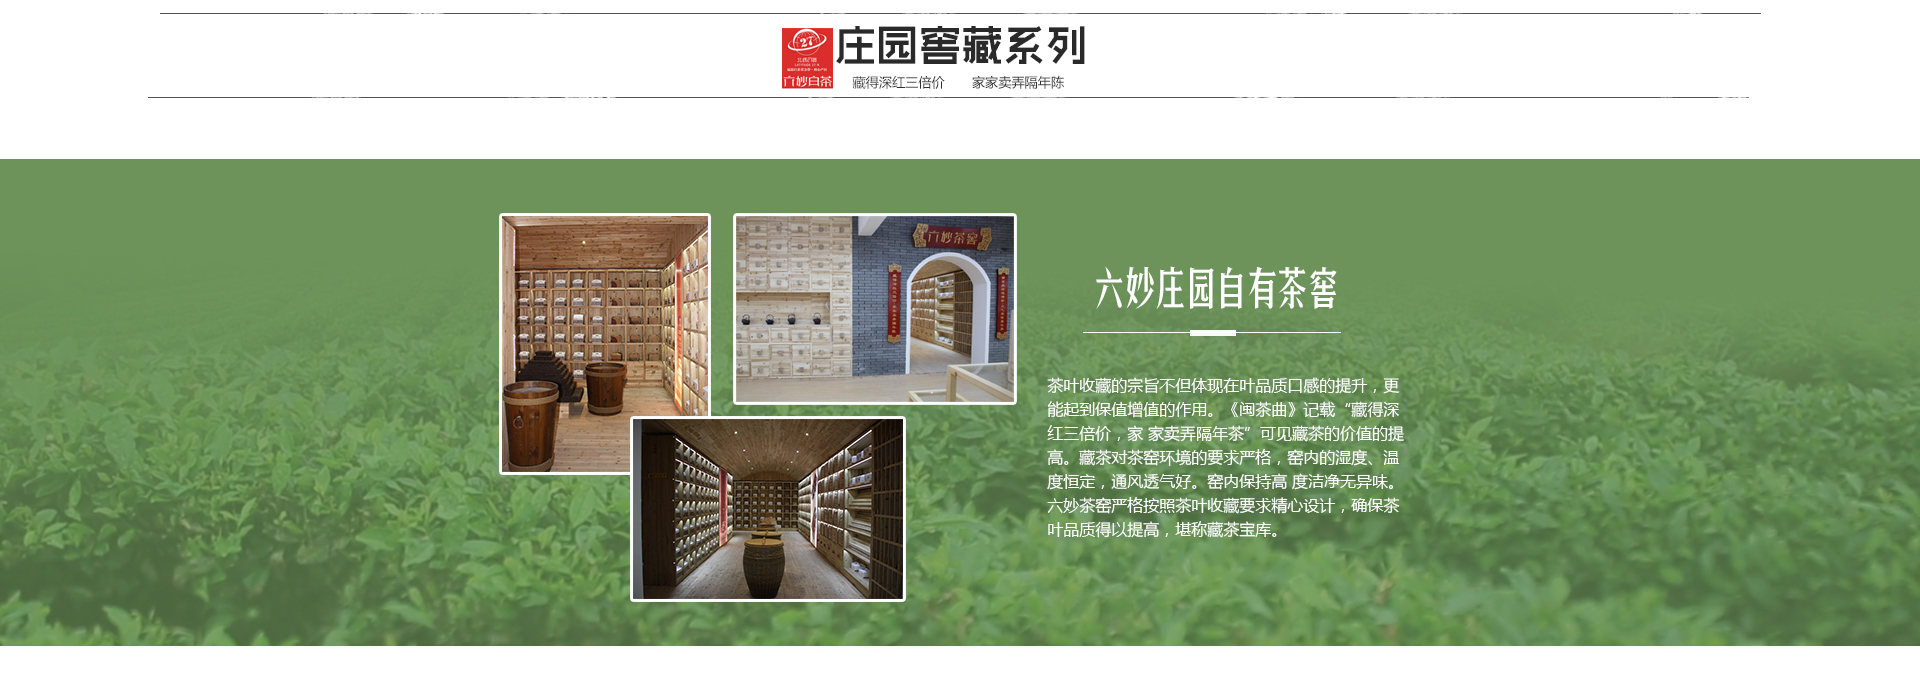 庄园窖藏系列
27
六妙白茶
藏得深红三倍价 家家卖弄隔年陈
六妙茶窖
六妙庄园自有茶窖
茶叶收藏的宗旨不但体现在叶品质口感的提升，更
能起到保值增值的作用。《闽茶曲》记载“藏得深
红三倍价，家 家卖弄隔年茶”可见藏茶的价值的提
高。藏茶对茶窑环境的要求严格，窑内的湿度、温
度恒定，通风透气好。窑内保持高 度洁净无异味。
六妙茶窑严格按照茶叶收藏要求精心设计，确保茶
叶品质得以提高，堪称藏茶宝库。